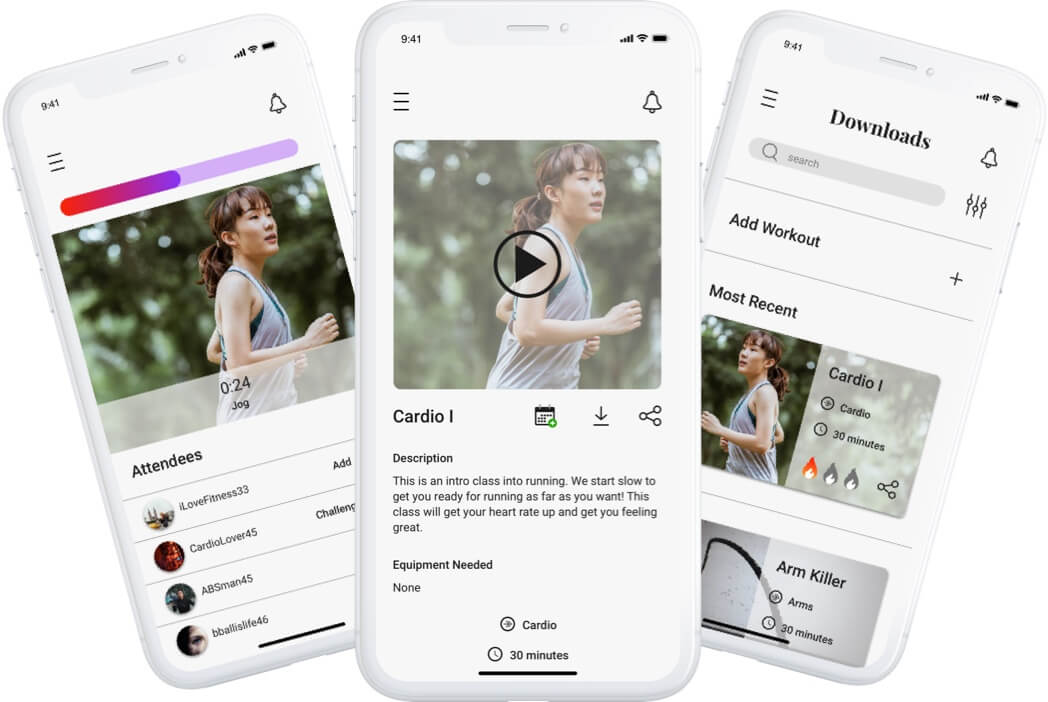 9:41
0:24
Jog
Attendees
Add
iLoveFitness33
Challeng
CardioLover45
ABSman45
bballislife46
9:41
Cardio I
Description
This is an intro class into running. We start slow to
get you ready for running as far as you want! This
class will get your heart rate up and get you feeling
great.
Equipment Needed
None
Cardio
30 minutes
9:41
Downloads
search
Add Workout
+
Most Recent
Cardio I
Cardio
30 minutes
Arm Killer
Arms
30 minutes